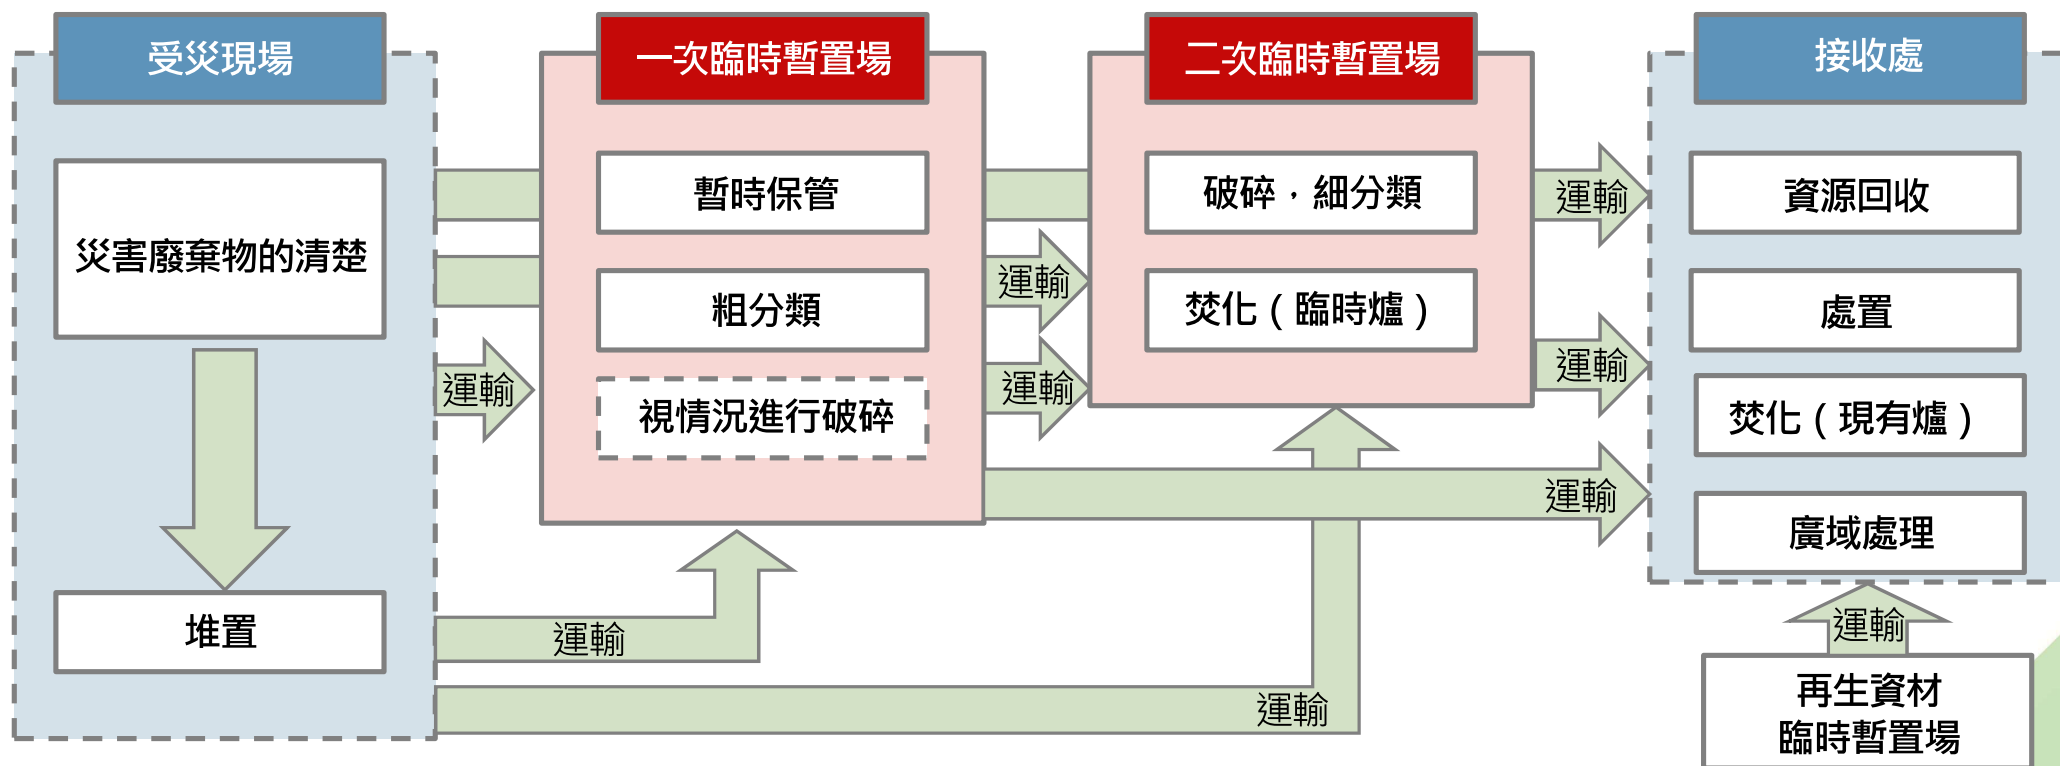 受災現場
災害廢棄物的清楚
堆置
一次臨時暫置場
暫時保管
粗分類
視情況進行破碎
二次臨時暫置場
破碎，細分類
焚化（臨時爐）
接收處
資源回收
處置
焚化（現有爐）
廣域處理
再生資材
臨時暫置場
運輸
運輸
運輸
運輸
運輸
運輸
運輸
運輸
運輸